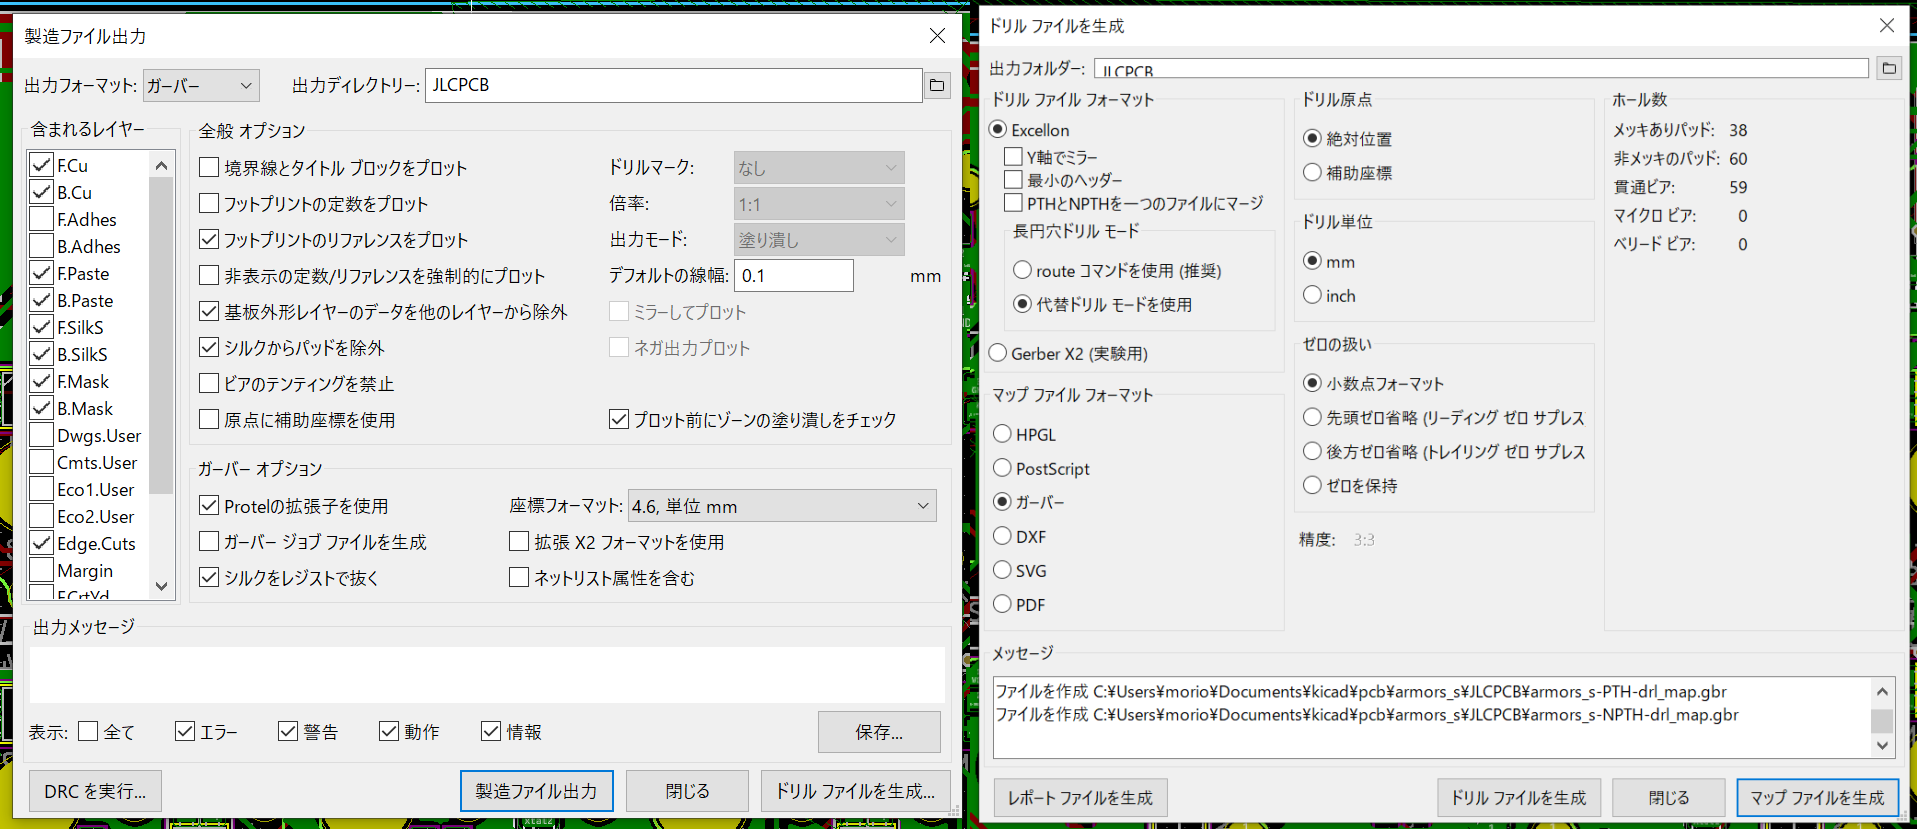 製造ファイル出力
出力フォーマット: ガーバー 出力ディレクトリー: JLCPCB
含まれるレイヤー
F.Cu
B.Cu
F.Adhes
B.Adhes
F.Paste
B.Paste
F.SilkS
B.SilkS
F.Mask
B.Mask
Dwgs.User
Cmts.User
Eco1.User
Eco2.User
Edge.Cuts
Margin
F.CrtYd
全般 オプション
境界線とタイトル ブロックをプロット
フットプリントの定数をプロット
フットプリントのリファレンスをプロット
非表示の定数/リファレンスを強制的にプロット
基板外形レイヤーのデータを他のレイヤーから除外
シルクからパッドを除外
ビアのテンティングを禁止
原点に補助座標を使用
ドリルマーク: なし
倍率: 1:1
出力モード: 塗り潰し
デフォルトの線幅: 0.1 mm
ミラーしてプロット
ネガ出力プロット
プロット前にゾーンの塗り潰しをチェック
ガーバー オプション
Protelの拡張子を使用
ガーバー ジョブ ファイルを生成
シルクをレジストで抜く
座標フォーマット: 4.6, 単位 mm
拡張 X2 フォーマットを使用
ネットリスト属性を含む
出力メッセージ
表示: 全て エラー 警告 動作 情報 保存...
DRC を実行... 製造ファイル出力 閉じる ドリル ファイルを生成...
ドリル ファイルを生成
出力フォルダー: JLCPCB
ドリル ファイル フォーマット
Excellon
Y軸でミラー
最小のヘッダー
PTHとNPTHを一つのファイルにマージ
長円穴ドリル モード
route コマンドを使用 (推奨)
代替ドリル モードを使用
Gerber X2 (実験用)
マップ ファイル フォーマット
HPGL
PostScript
ガーバー
DXF
SVG
PDF
ドリル原点
絶対位置
補助座標
ドリル単位
mm
inch
ゼロの扱い
小数点フォーマット
先頭ゼロ省略 (リーディング ゼロ サプレス
後方ゼロ省略 (トレイリング ゼロ サプレス
ゼロを保持
精度: 3:3
ホール数
メッキありパッド: 38
非メッキのパッド: 60
貫通ビア: 59
マイクロ ビア: 0
ベリード ビア: 0
メッセージ
ファイルを作成 C:¥Users¥morio¥Documents¥kicad¥pcb¥armors_s¥JLCPCB¥armors_s-PTH-drl_map.gbr
ファイルを作成 C:¥Users¥morio¥Documents¥kicad¥pcb¥armors_s¥JLCPCB¥armors_s-NPTH-drl_map.gbr
レポート ファイルを生成 ドリル ファイルを生成 閉じる マップ ファイルを生成